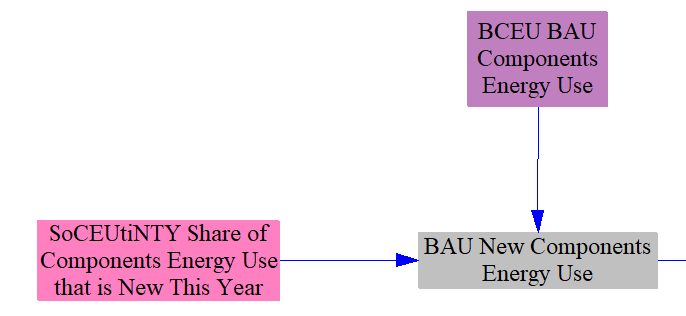 BCEU BAU
Components
Energy Use
SoCEUtiNTY Share of
Components Energy Use
that is New This Year
BAU New Components
Energy Use